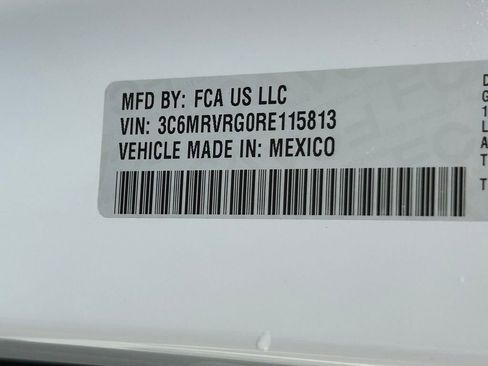 MFD BY: FCA US LLC
VIN: 3C6MRVRG0RE115813
VEHICLE MADE IN: MEXICO